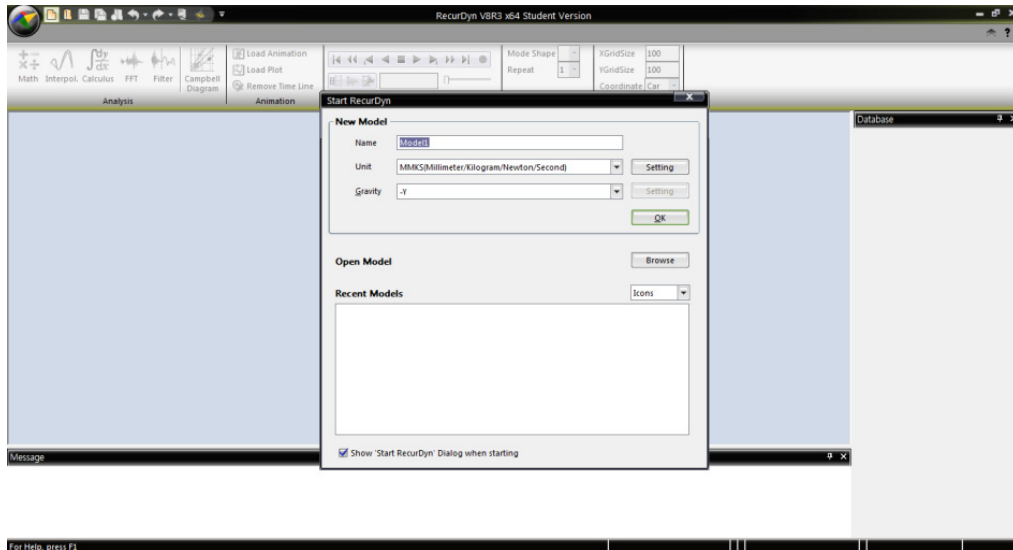 RecurDyn V8R3 x64 Student Version
Math Interpol. Calculus FFT Filter Campbell Diagram
Analysis
Load Animation
Load Plot
Remove Time Line
Animation
Mode Shape
Repeat 1
XGridSize 100
YGridSize 100
Coordinate Car
Start RecurDyn
New Model
Name Model1
Unit MMKS(Millimeter/Kilogram/Newton/Second) Setting
Gravity -Y Setting
OK
Open Model Browse
Recent Models Icons
Show 'Start RecurDyn' Dialog when starting
Database
Message
For Help, press F1